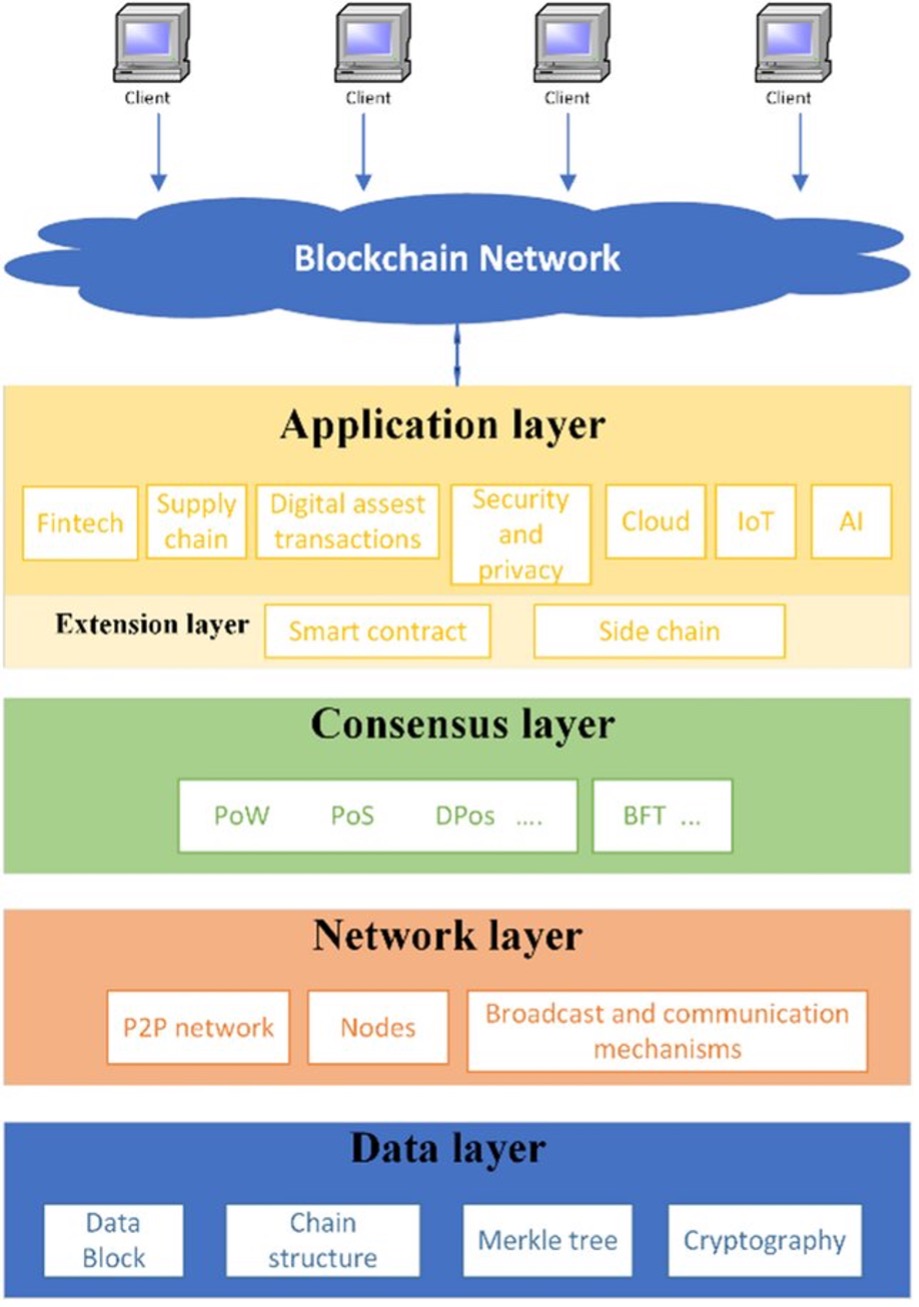 Client
Client
Client
Client
Blockchain Network
Application layer
Fintech
Supply
chain
Digital assest
transactions
Security
and
privacy
Cloud
IoT
AI
Extension layer
Smart contract
Side chain
Consensus layer
PoW PoS DPos ....
BFT ...
Network layer
P2P network
Nodes
Broadcast and communication
mechanisms
Data layer
Data
Block
Chain
structure
Merkle tree
Cryptography